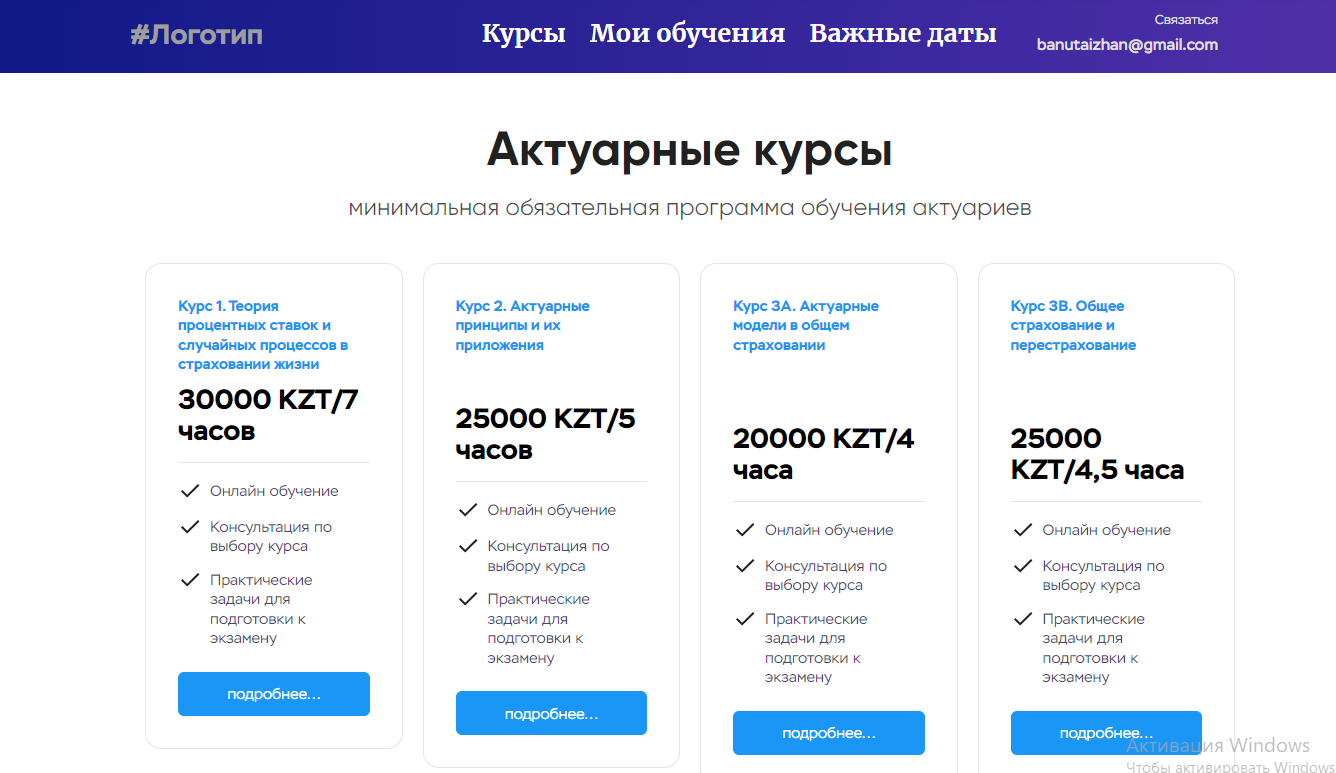 #Логотип
Курсы
Мои обучения
Важные даты
Связаться
banutaizhan@gmail.com
Актуарные курсы
минимальная обязательная программа обучения актуариев
Курс 1. Теория
процентных ставок и
случайных процессов в
страховании жизни
30000 KZT/7
часов
Онлайн обучение
Консультация по
выбору курса
Практические
задачи для
подготовки к
экзамену
подробнее...
Курс 2. Актуарные
принципы и их
приложения
25000 KZT/5
часов
Онлайн обучение
Консультация по
выбору курса
Практические
задачи для
подготовки к
экзамену
подробнее...
Курс 3А. Актуарные
модели в общем
страховании
20000 KZT/4
часа
Онлайн обучение
Консультация по
выбору курса
Практические
задачи для
подготовки к
экзамену
подробнее...
Курс 3В. Общее
страхование и
перестрахование
25000
KZT/4,5 часа
Онлайн обучение
Консультация по
выбору курса
Практические
задачи для
подготовки к
экзамену
подробнее...
Активация Windows
Чтобы активировать Windows